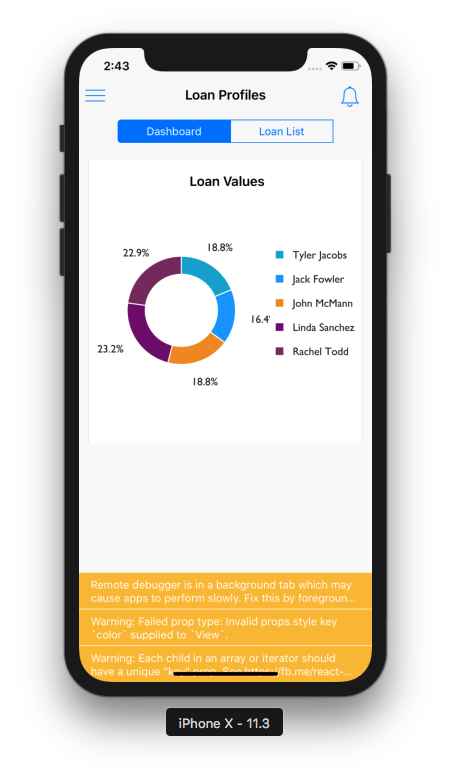 2:43
Loan Profiles
Dashboard
Loan List
Loan Values
22.9%
18.8%
16.4
23.2%
18.8%
Tyler Jacobs
Jack Fowler
John McMann
Linda Sanchez
Rachel Todd
Remote debugger is in a background tab which may
cause apps to perform slowly. Fix this by foregroun...
Warning: Failed prop type: Invalid props.style key
`color` supplied to `View`.
Warning: Each child in an array or iterator should
have a unique "key" prop. See https://fb.me/react-...
iPhone X - 11.3